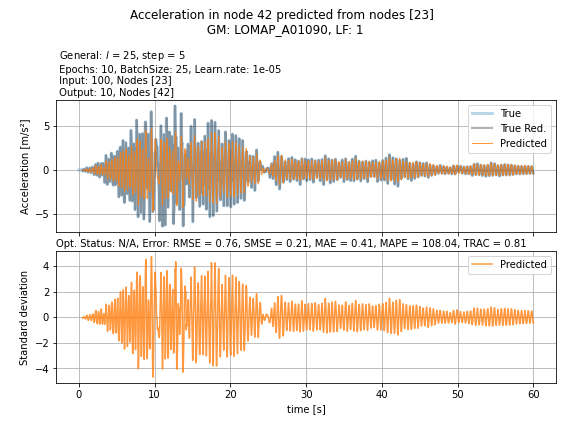 Acceleration in node 42 predicted from nodes [23]
GM: LOMAP_A01090, LF: 1
General: l = 25, step = 5
Epochs: 10, BatchSize: 25, Learn.rate: 1e-05
Input: 100, Nodes [23]
Output: 10, Nodes [42]
Acceleration [m/s²]
5
0
−5
True
True Red.
Predicted
Opt. Status: N/A, Error: RMSE = 0.76, SMSE = 0.21, MAE = 0.41, MAPE = 108.04, TRAC = 0.81
Standard deviation
4
2
0
−2
−4
Predicted
0 10 20 30 40 50 60
time [s]